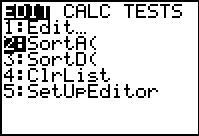 EDIT CALC TESTS
1:Edit…
2:SortA(
3:SortD(
4:ClrList
5:SetUpEditor